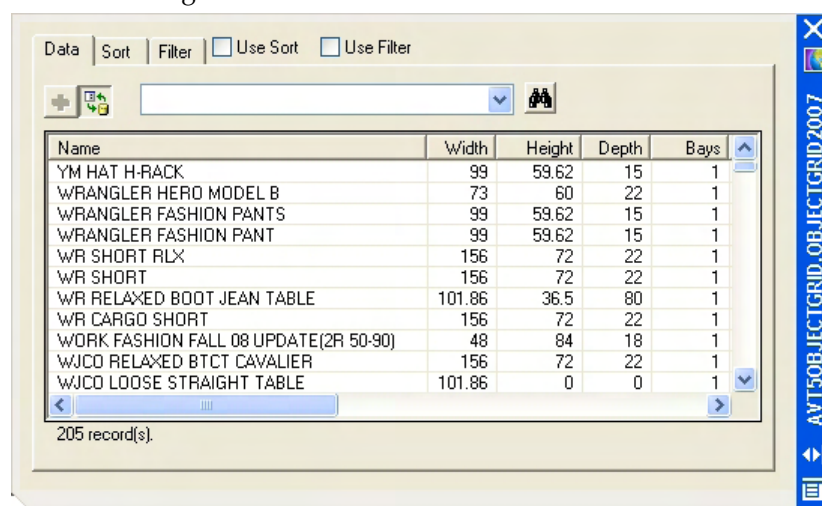 Data Sort Filter Use Sort Use Filter
Name Width Height Depth Bays
YM HAT H-RACK 99 59.62 15 1
WRANGLER HERO MODEL B 73 60 22 1
WRANGLER FASHION PANTS 99 59.62 15 1
WRANGLER FASHION PANT 99 59.62 15 1
WR SHORT RLX 156 72 22 1
WR SHORT 156 72 22 1
WR RELAXED BOOT JEAN TABLE 101.86 36.5 80 1
WR CARGO SHORT 156 72 22 1
WORK FASHION FALL 08 UPDATE(2R 50-90) 48 84 18 1
WJCO RELAXED BTCT CAVALIER 156 72 22 1
WJCO LOOSE STRAIGHT TABLE 101.86 0 0 1
205 record(s).
AVT5OBJECTGRID.OBJECTGRID2007